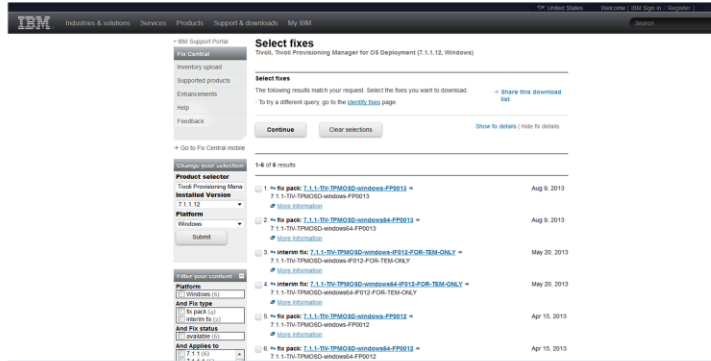 United States
Welcome [ IBM Sign in / Register ]
IBM
Industries & solutions
Services
Products
Support & downloads
My IBM
Search
IBM Support Portal
Fix Central
Inventory upload
Supported products
Enhancements
Help
Feedback
Go to Fix Central mobile
Change your selection
Product selector
Tivoli Provisioning Mana
Installed Version
7.1.1.12
Platform
Windows
Submit
Filter your content
Platform
Windows (6)
And Fix type
fix pack (4)
interim fix (2)
And Fix status
available (6)
And Applies to
7.1.1 (6)
Select fixes
Tivoli, Tivoli Provisioning Manager for OS Deployment (7.1.1.12, Windows)
Select fixes
The following results match your request. Select the fixes you want to download.
- To try a different query, go to the identify fixes page.
Share this download list
Continue
Clear selections
Show fix details | Hide fix details
1-6 of 6 results
1. fix pack: 7.1.1-TIV-TPMOSD-windows-FP0013
Aug 9, 2013
7.1.1-TIV-TPMOSD-windows-FP0013
More Information
2. fix pack: 7.1.1-TIV-TPMOSD-windows64-FP0013
Aug 9, 2013
7.1.1-TIV-TPMOSD-windows64-FP0013
More Information
3. interim fix: 7.1.1-TIV-TPMOSD-windows-IF012-FOR-TEM-ONLY
May 20, 2013
7.1.1-TIV-TPMOSD-windows-IF012-FOR-TEM-ONLY
More Information
4. interim fix: 7.1.1-TIV-TPMOSD-windows64-IF012-FOR-TEM-ONLY
May 20, 2013
7.1.1-TIV-TPMOSD-windows64-IF012-FOR-TEM-ONLY
More Information
5. fix pack: 7.1.1-TIV-TPMOSD-windows-FP0012
Apr 15, 2013
7.1.1-TIV-TPMOSD-windows-FP0012
More Information
6. fix pack: 7.1.1-TIV-TPMOSD-windows64-FP0012
Apr 15, 2013
7.1.1-TIV-TPMOSD-windows64-FP0012